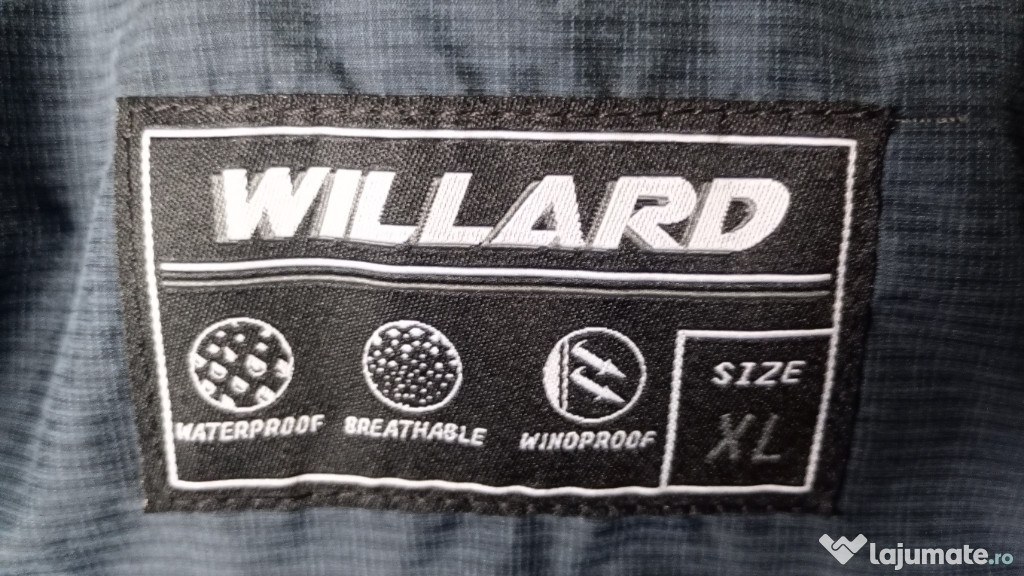 WILLARD
WATERPROOF BREATHABLE WINDPROOF
SIZE
XL
lajumate.ro